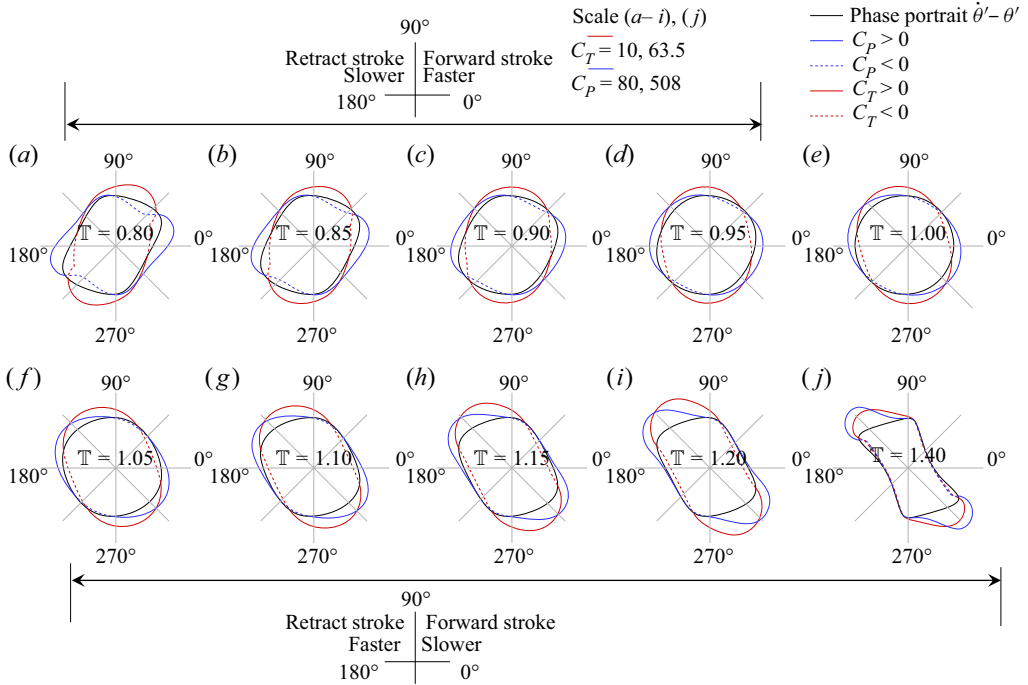 Scale (a–i), (j)
C_T = 10, 63.5
C_P = 80, 508
Phase portrait θ̇′–θ′
C_P > 0
C_P < 0
C_T > 0
C_T < 0
90°
Retract stroke Forward stroke
Slower Faster
180° 0°
(a) (b) (c) (d) (e)
90° 90° 90° 90° 90°
𝕋 = 0.80 𝕋 = 0.85 𝕋 = 0.90 𝕋 = 0.95 𝕋 = 1.00
180° 0° 180° 0° 180° 0° 180° 0° 180° 0°
270° 270° 270° 270° 270°
(f) (g) (h) (i) (j)
90° 90° 90° 90° 90°
𝕋 = 1.05 𝕋 = 1.10 𝕋 = 1.15 𝕋 = 1.20 𝕋 = 1.40
180° 0° 180° 0° 180° 0° 180° 0° 180° 0°
270° 270° 270° 270° 270°
90°
Retract stroke Forward stroke
Faster Slower
180° 0°